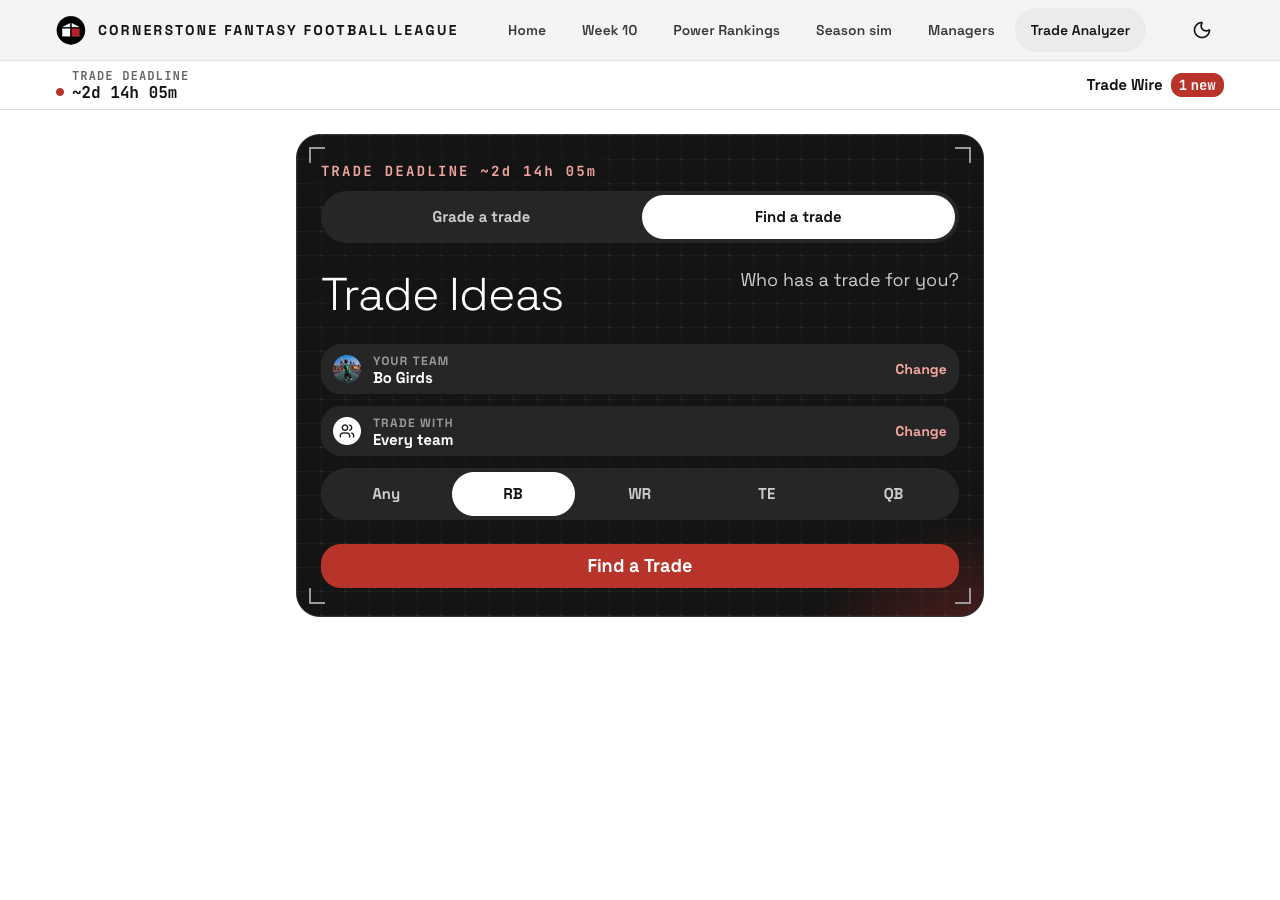 CORNERSTONE FANTASY FOOTBALL LEAGUE
Home
Week 10
Power Rankings
Season sim
Managers
Trade Analyzer
TRADE DEADLINE
~2d 14h 05m
Trade Wire
1 new
TRADE DEADLINE ~2d 14h 05m
Grade a trade
Find a trade
Trade Ideas
Who has a trade for you?
YOUR TEAM
Bo Girds
Change
TRADE WITH
Every team
Change
Any
RB
WR
TE
QB
Find a Trade